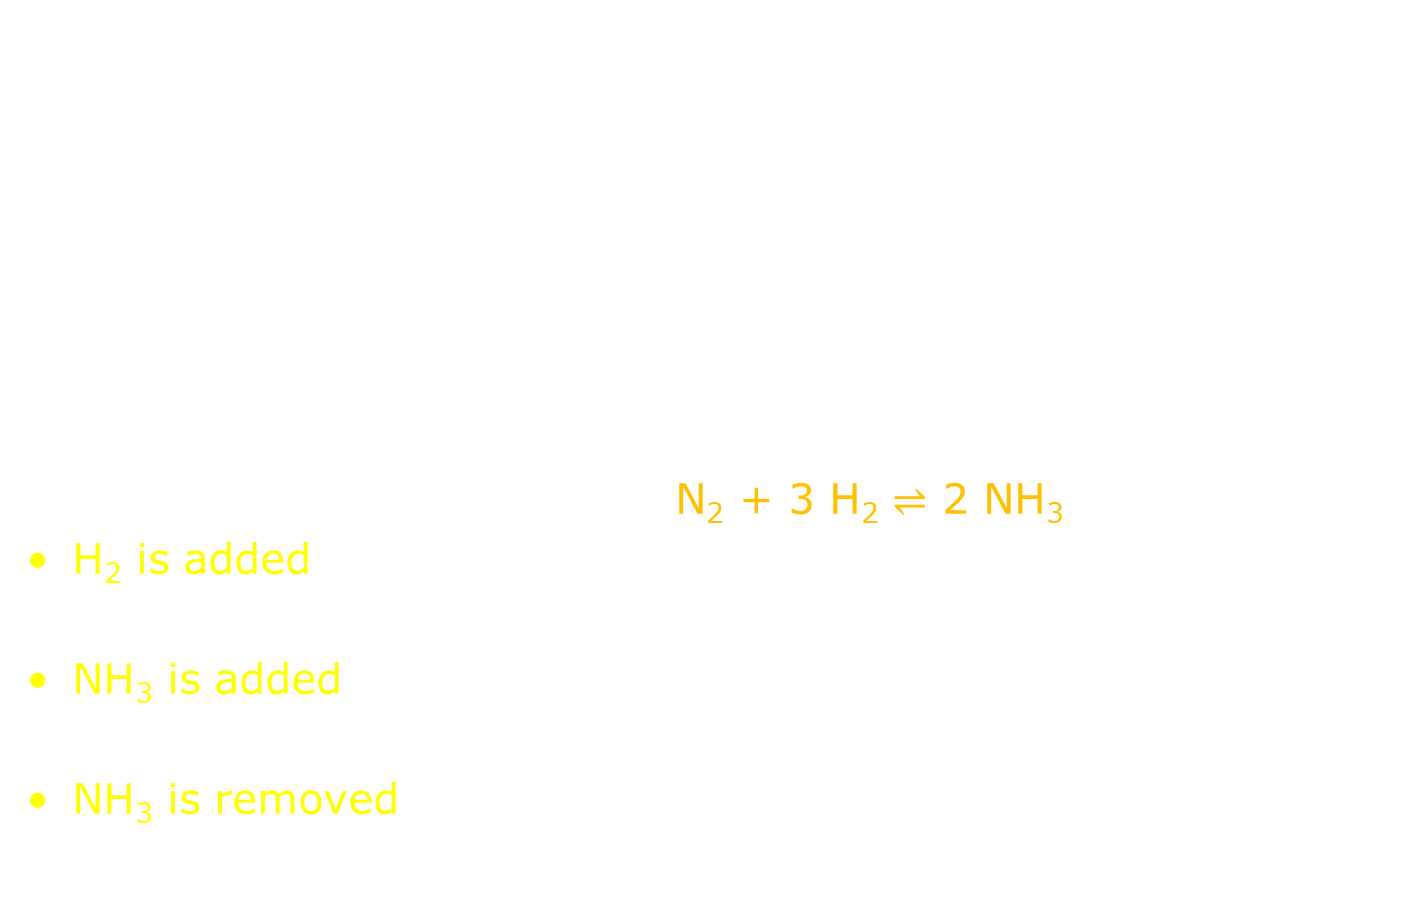 N₂ + 3 H₂ ⇌ 2 NH₃
• H₂ is added
• NH₃ is added
• NH₃ is removed